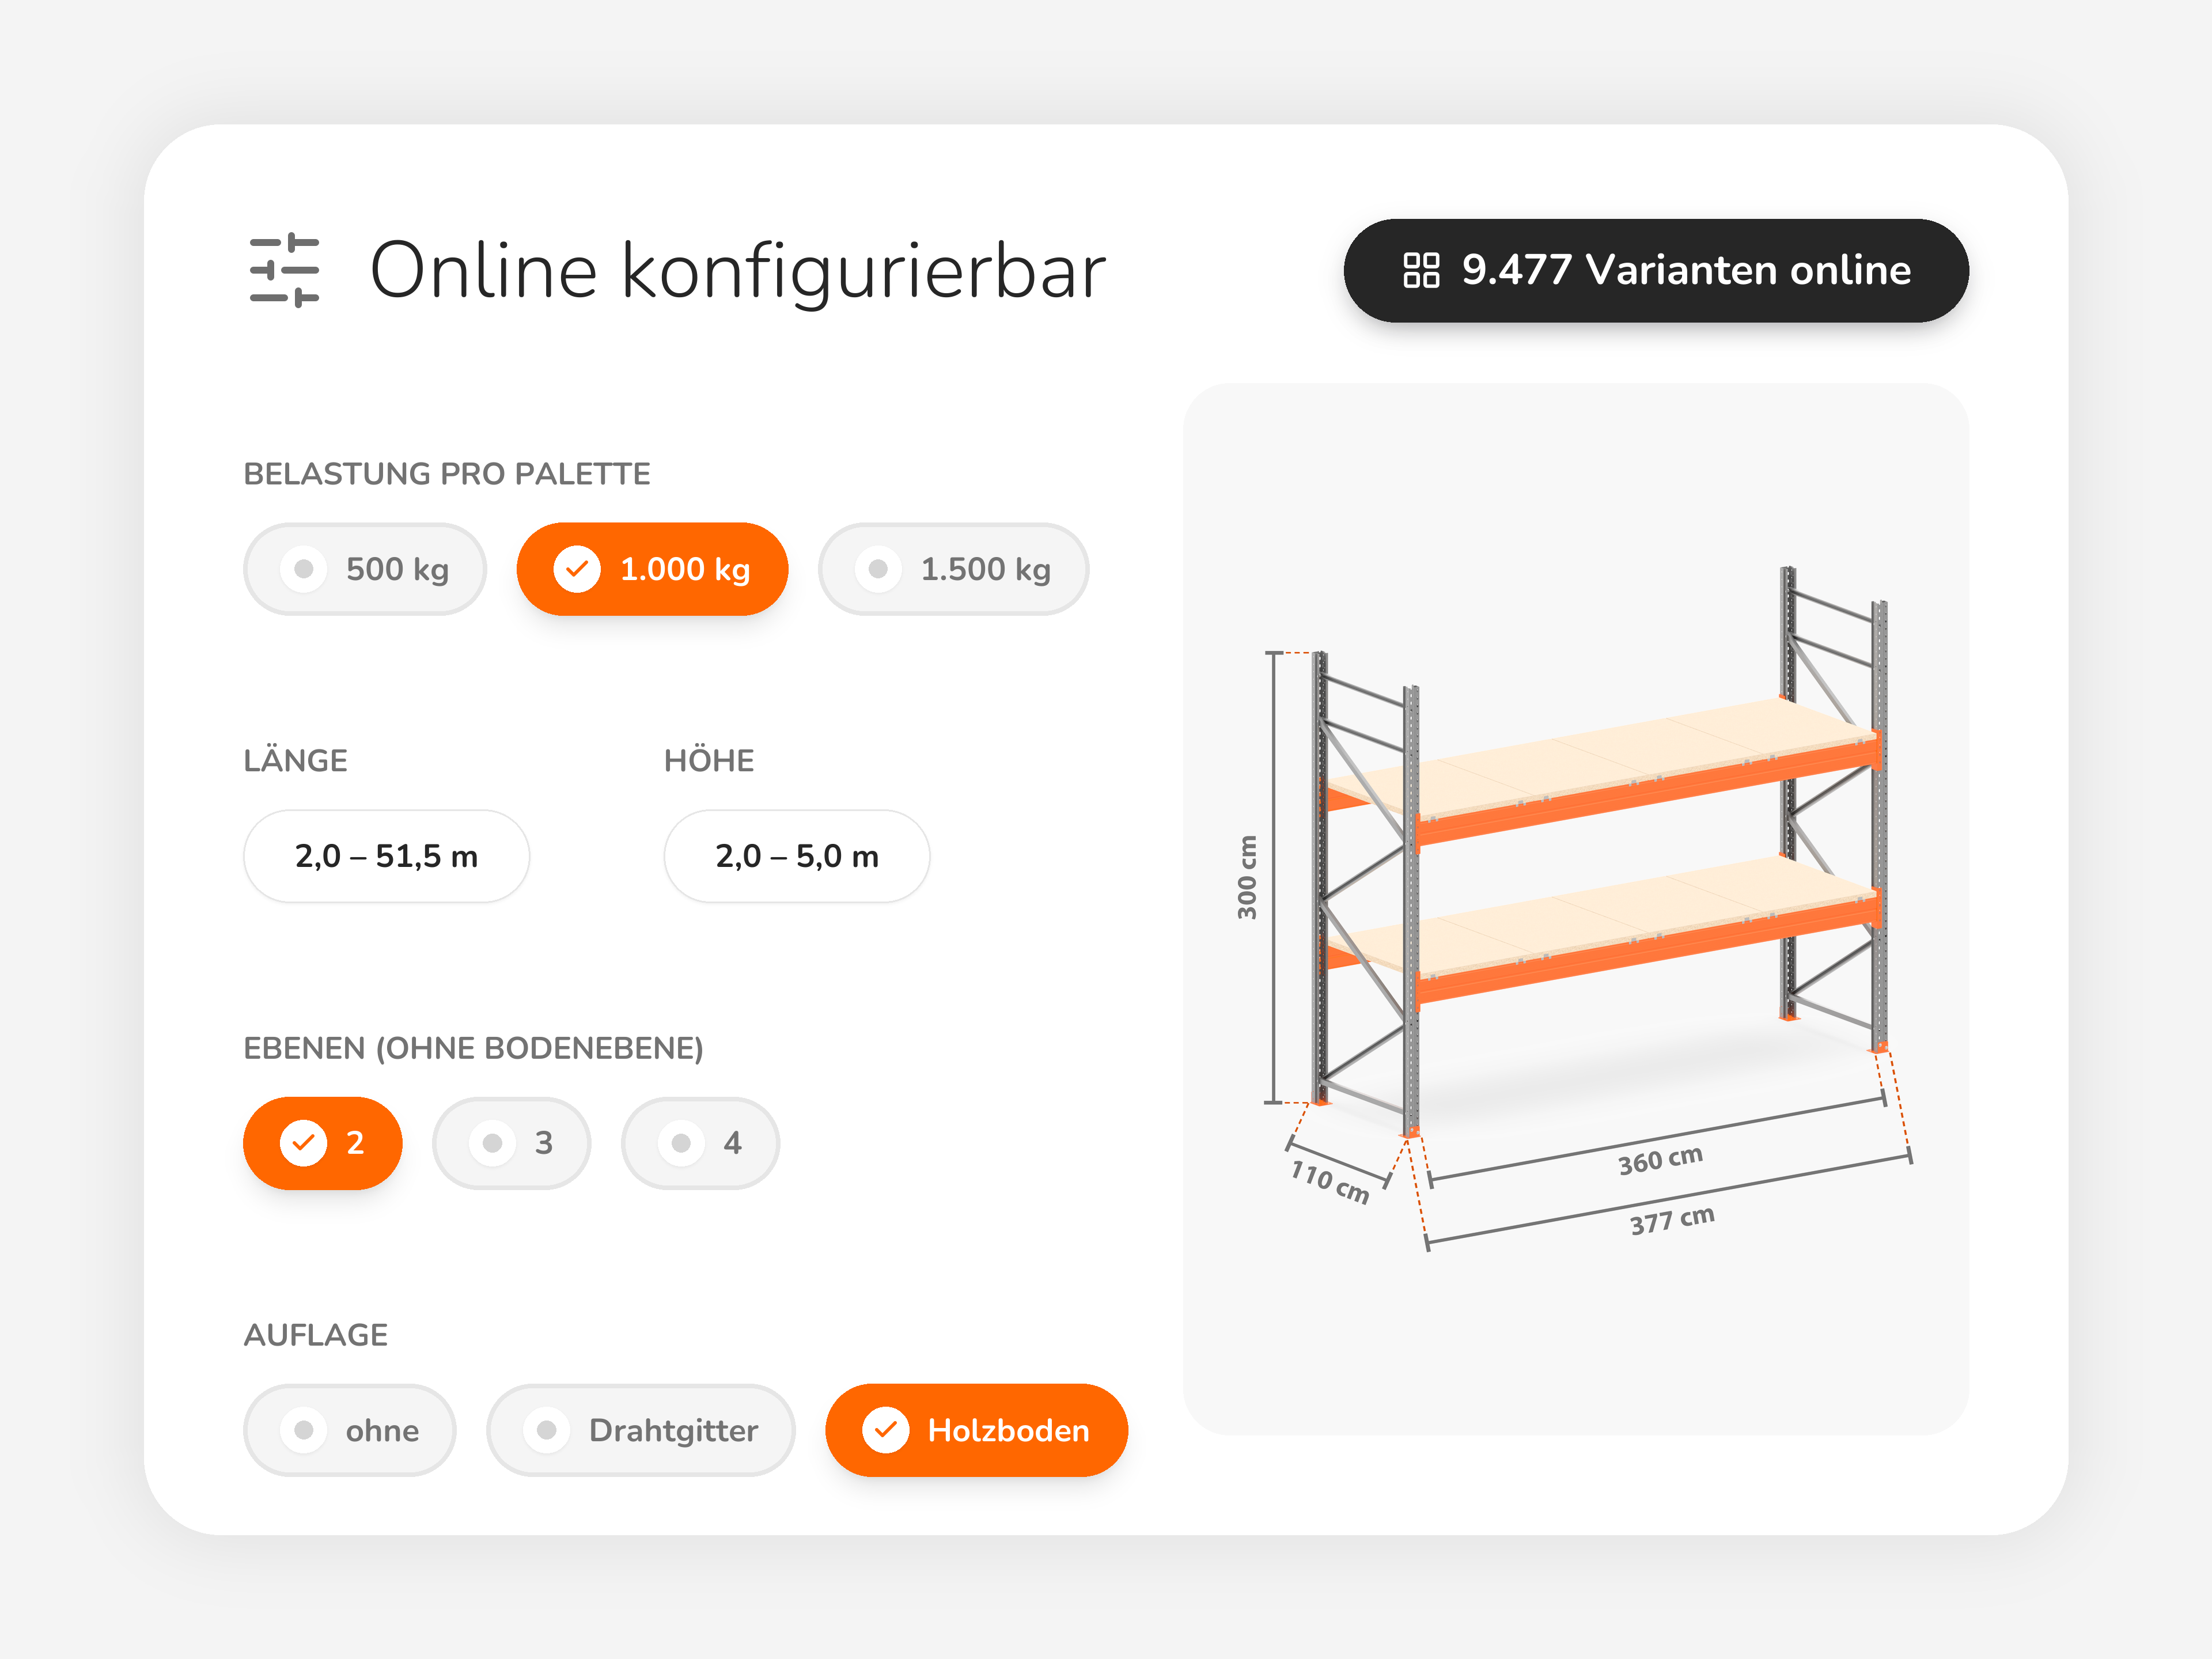 Online konfigurierbar
9.477 Varianten online
BELASTUNG PRO PALETTE
500 kg
1.000 kg
1.500 kg
LÄNGE
HÖHE
2,0 – 51,5 m
2,0 – 5,0 m
EBENEN (OHNE BODENEBENE)
2
3
4
AUFLAGE
ohne
Drahtgitter
Holzboden
300 cm
110 cm
360 cm
377 cm